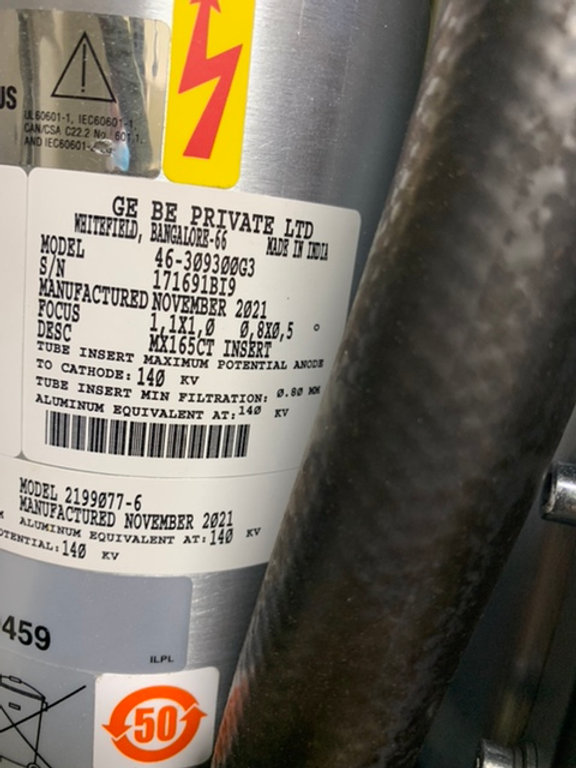 US
UL60601-1, IEC60601-1,
CAN/CSA C22.2 No. 601.1,
AND IEC60601-
GE BE PRIVATE LTD
WHITEFIELD, BANGALORE-66 MADE IN INDIA
MODEL 46-309300G3
S/N 171691BI9
MANUFACTURED NOVEMBER 2021
FOCUS 1,1X1,0 0,8X0,5
DESC MX165CT INSERT
TUBE INSERT MAXIMUM POTENTIAL ANODE
TO CATHODE: 140 KV
TUBE INSERT MIN FILTRATION: 0.80 MM
ALUMINUM EQUIVALENT AT: 140 KV
MODEL 2199077-6
MANUFACTURED NOVEMBER 2021
ALUMINUM EQUIVALENT AT: 140 KV
OTENTIAL: 140 KV
459
ILPL
50